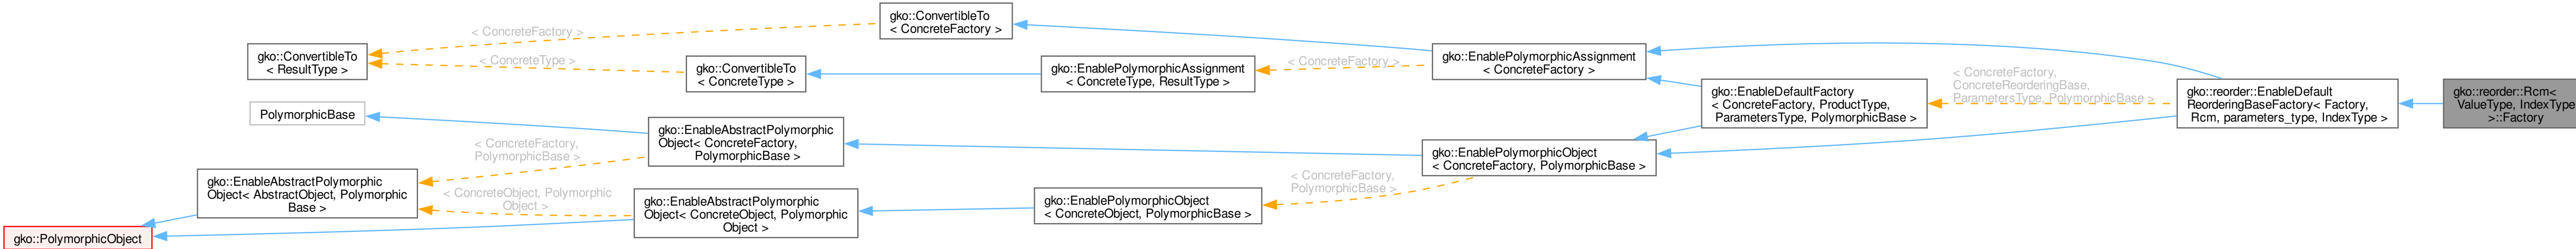 gko::ConvertibleTo
< ConcreteFactory >
< ConcreteFactory >
gko::ConvertibleTo
< ResultType >
< ConcreteType >
gko::ConvertibleTo
< ConcreteType >
gko::EnablePolymorphicAssignment
< ConcreteType, ResultType >
< ConcreteFactory >
gko::EnablePolymorphicAssignment
< ConcreteFactory >
gko::EnableDefaultFactory
< ConcreteFactory, ProductType,
ParametersType, PolymorphicBase >
< ConcreteFactory,
ConcreteReorderingBase,
ParametersType, PolymorphicBase >
gko::reorder::EnableDefault
ReorderingBaseFactory< Factory,
Rcm, parameters_type, IndexType >
gko::reorder::Rcm<
ValueType, IndexType
>::Factory
PolymorphicBase
gko::EnableAbstractPolymorphic
Object< ConcreteFactory,
PolymorphicBase >
< ConcreteFactory,
PolymorphicBase >
gko::EnablePolymorphicObject
< ConcreteFactory, PolymorphicBase >
gko::EnableAbstractPolymorphic
Object< AbstractObject, Polymorphic
Base >
< ConcreteObject, Polymorphic
Object >
gko::EnableAbstractPolymorphic
Object< ConcreteObject, Polymorphic
Object >
gko::EnablePolymorphicObject
< ConcreteObject, PolymorphicBase >
< ConcreteFactory,
PolymorphicBase >
gko::PolymorphicObject